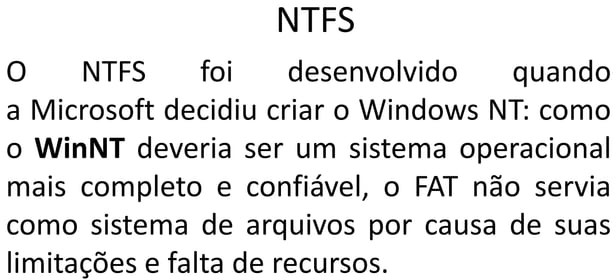 NTFS
O NTFS foi desenvolvido quando
a Microsoft decidiu criar o Windows NT: como
o WinNT deveria ser um sistema operacional
mais completo e confiável, o FAT não servia
como sistema de arquivos por causa de suas
limitações e falta de recursos.